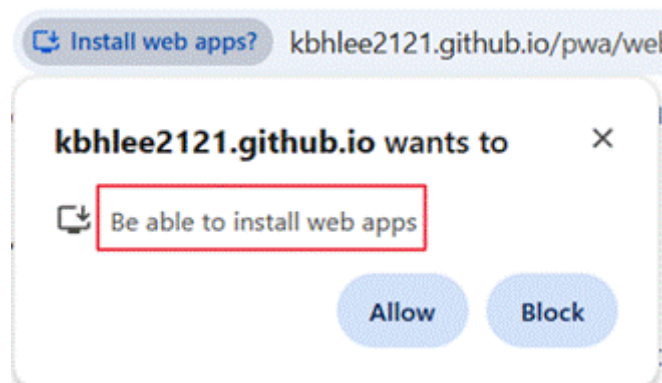 Install web apps? kbhlee2121.github.io/pwa/we
kbhlee2121.github.io wants to
Be able to install web apps
Allow Block